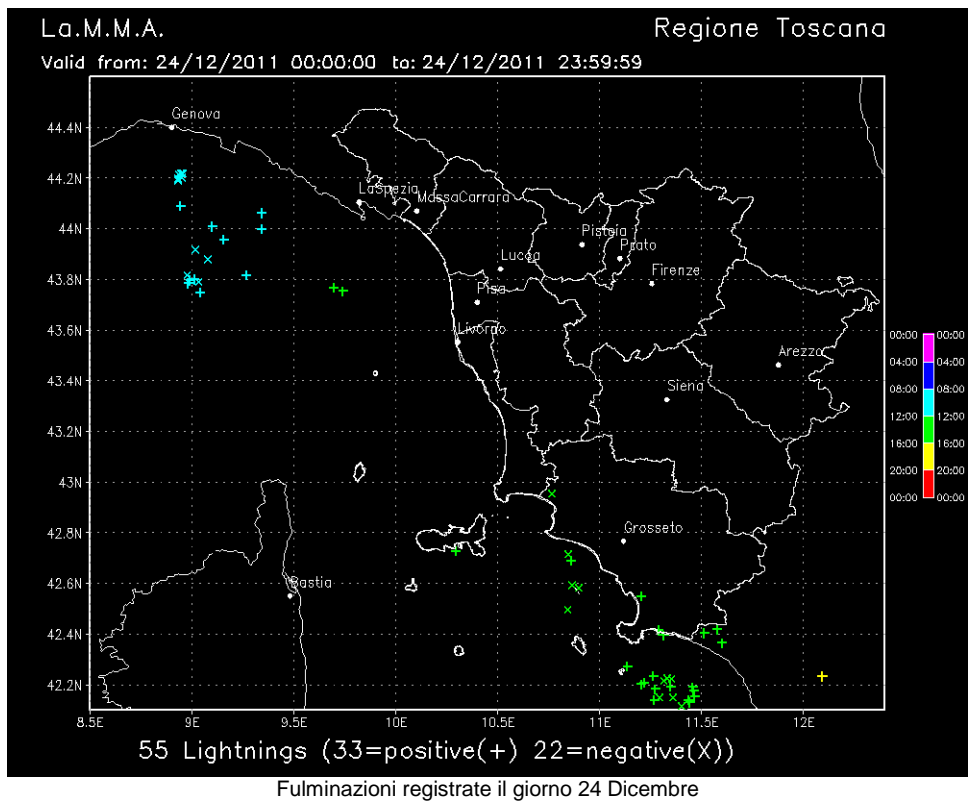 La.M.M.A. Regione Toscana
Valid from: 24/12/2011 00:00:00 to: 24/12/2011 23:59:59
Genova
44.4N
44.2N
LaSpezia
MassaCarrara
44N
Pistoia
Prato
Lucca
Firenze
43.8N
Pisa
43.6N
Livorno
Arezzo
43.4N
Siena
43.2N
43N
42.8N
Grosseto
42.6N
Bastia
42.4N
42.2N
8.5E 9E 9.5E 10E 10.5E 11E 11.5E 12E
00:00 00:00
04:00 04:00
08:00 08:00
12:00 12:00
16:00 16:00
20:00 20:00
00:00 00:00
55 Lightnings (33=positive(+) 22=negative(X))
Fulminazioni registrate il giorno 24 Dicembre